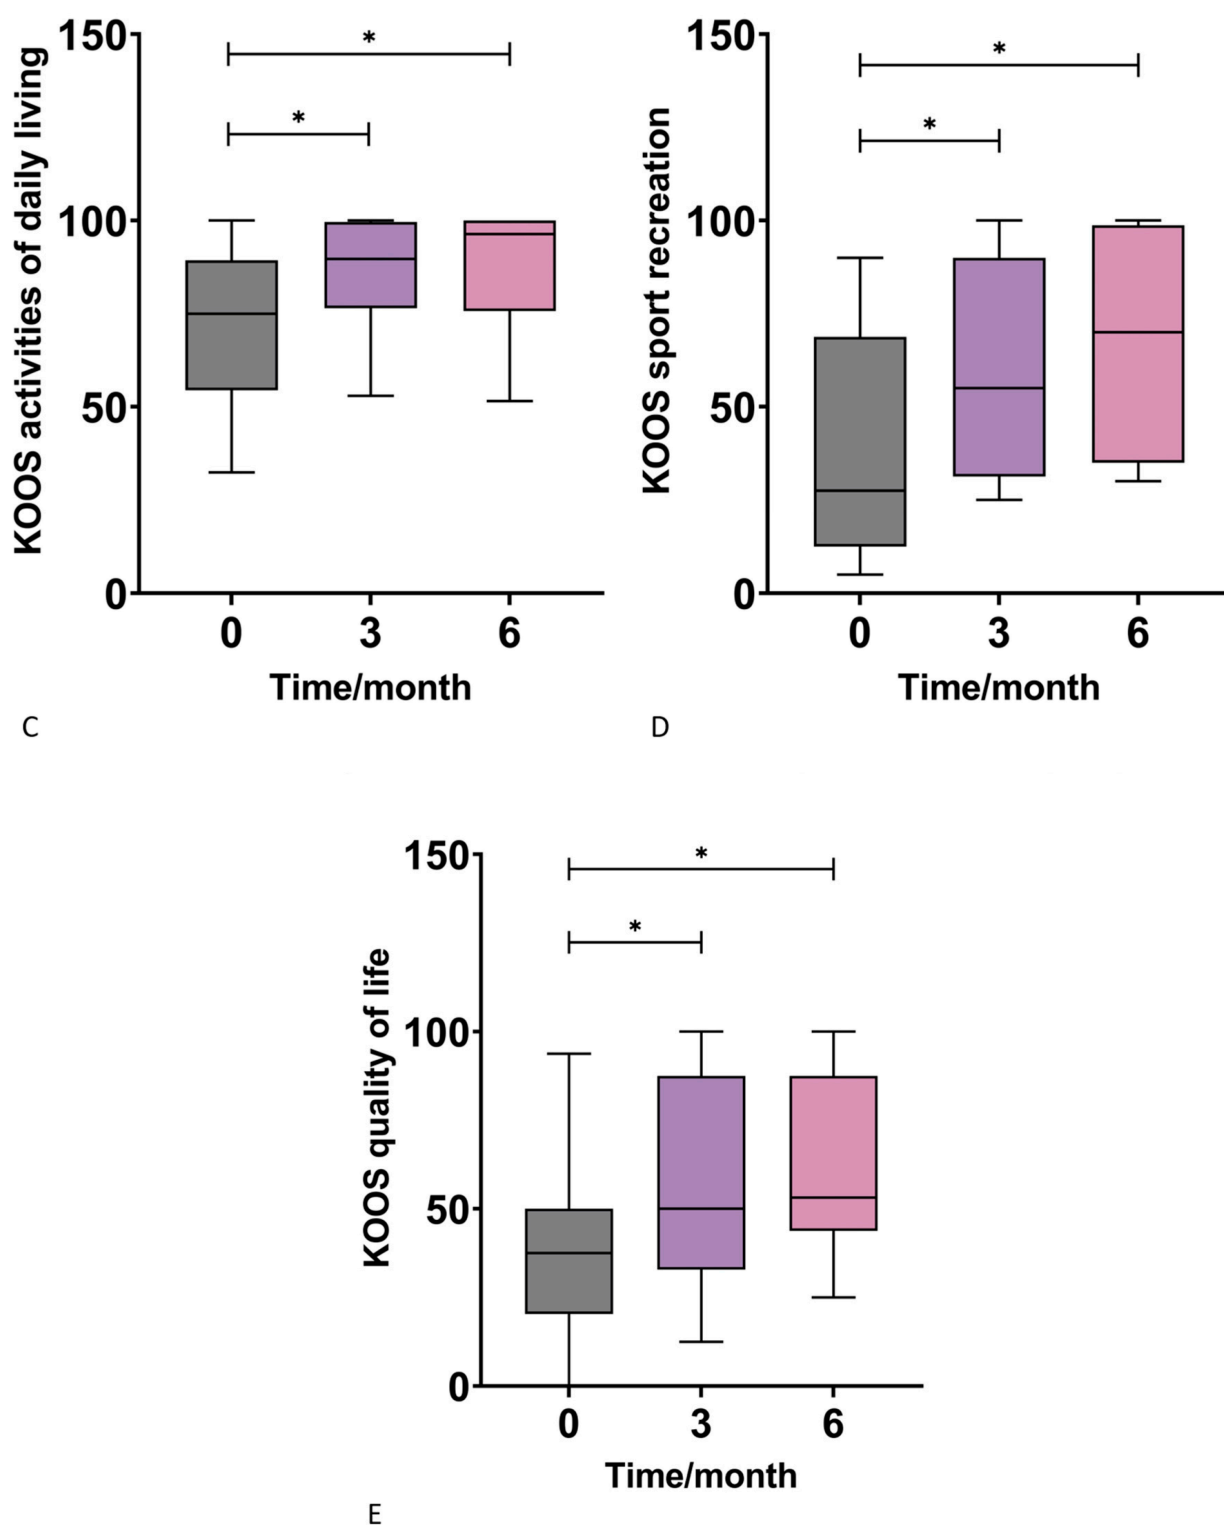 KOOS activities of daily living
150
100
50
0
*
*
0 3 6
Time/month
C
KOOS sport recreation
150
100
50
0
*
*
0 3 6
Time/month
D
KOOS quality of life
150
100
50
0
*
*
0 3 6
Time/month
E